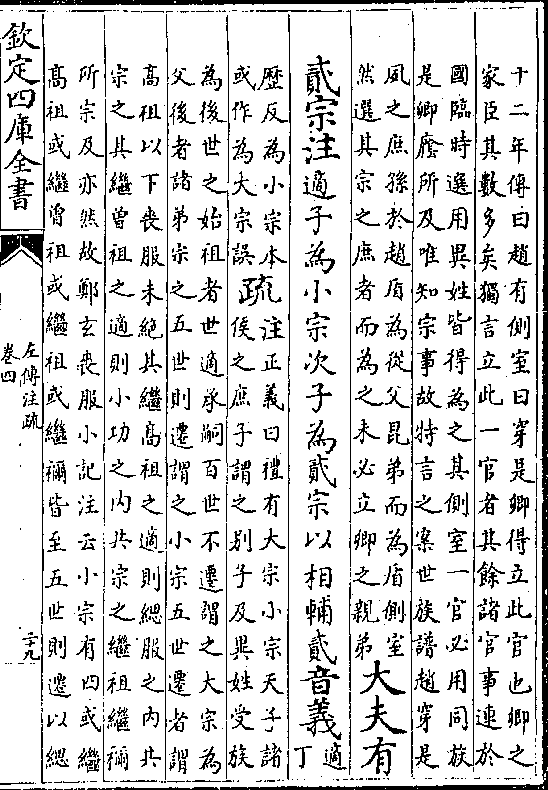 十二年傳曰趙有側室曰穿是卿得立此官也卿之
家臣其數多矣獨言立此一官者其餘諸官事連於
國臨時選用異姓皆得為之其側室一官必用同族
是卿廕所及唯知宗事故特言之案世族譜趙穿是
夙之庶孫於趙盾為從父昆弟而為盾側室
然選其宗之庶者而為之未必立卿之親弟
大夫有
貳宗注適子為小宗次子為貳宗以相輔貳音義
適
丁
歷反為小宗本
或作為大宗誤
疏
注正義曰禮有大宗小宗天子諸
侯之庶子謂之別子及異姓受族
為後世之始祖者世適承嗣百世不遷謂之大宗為
父後者諸弟宗之五世則遷謂之小宗五世遷者謂
高祖以下喪服未絕其繼高祖之適則緦服之內共
宗之其繼曾祖之適則小功之內共宗之繼祖繼禰
所宗及亦然故鄭玄喪服小記注云小宗有四或繼
髙祖或繼曾祖或繼祖或繼禰皆至五世則遷以緦
欽定四庫全書
左傳注疏
卷四
二十九